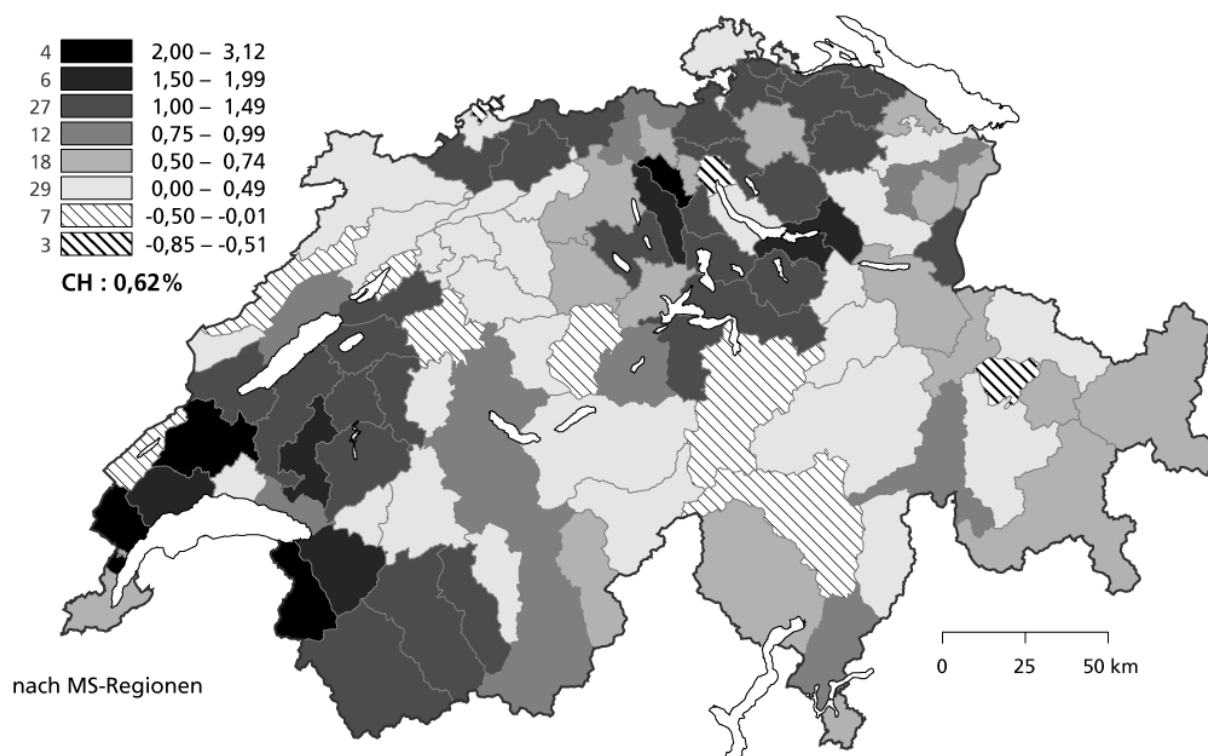 4 2,00 – 3,12
6 1,50 – 1,99
27 1,00 – 1,49
12 0,75 – 0,99
18 0,50 – 0,74
29 0,00 – 0,49
7 -0,50 – -0,01
3 -0,85 – -0,51
CH : 0,62%
0 25 50 km
nach MS-Regionen